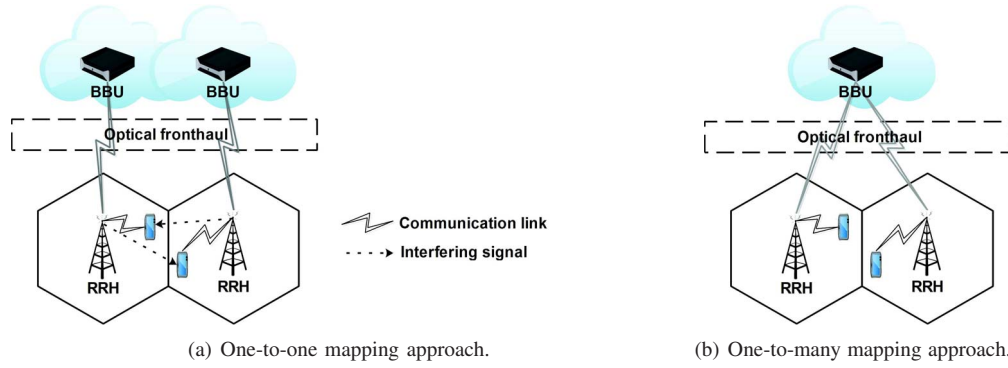 BBU
BBU
Optical fronthaul
RRH
RRH
Communication link
Interfering signal
(a) One-to-one mapping approach.
BBU
Optical fronthaul
RRH
RRH
(b) One-to-many mapping approach.